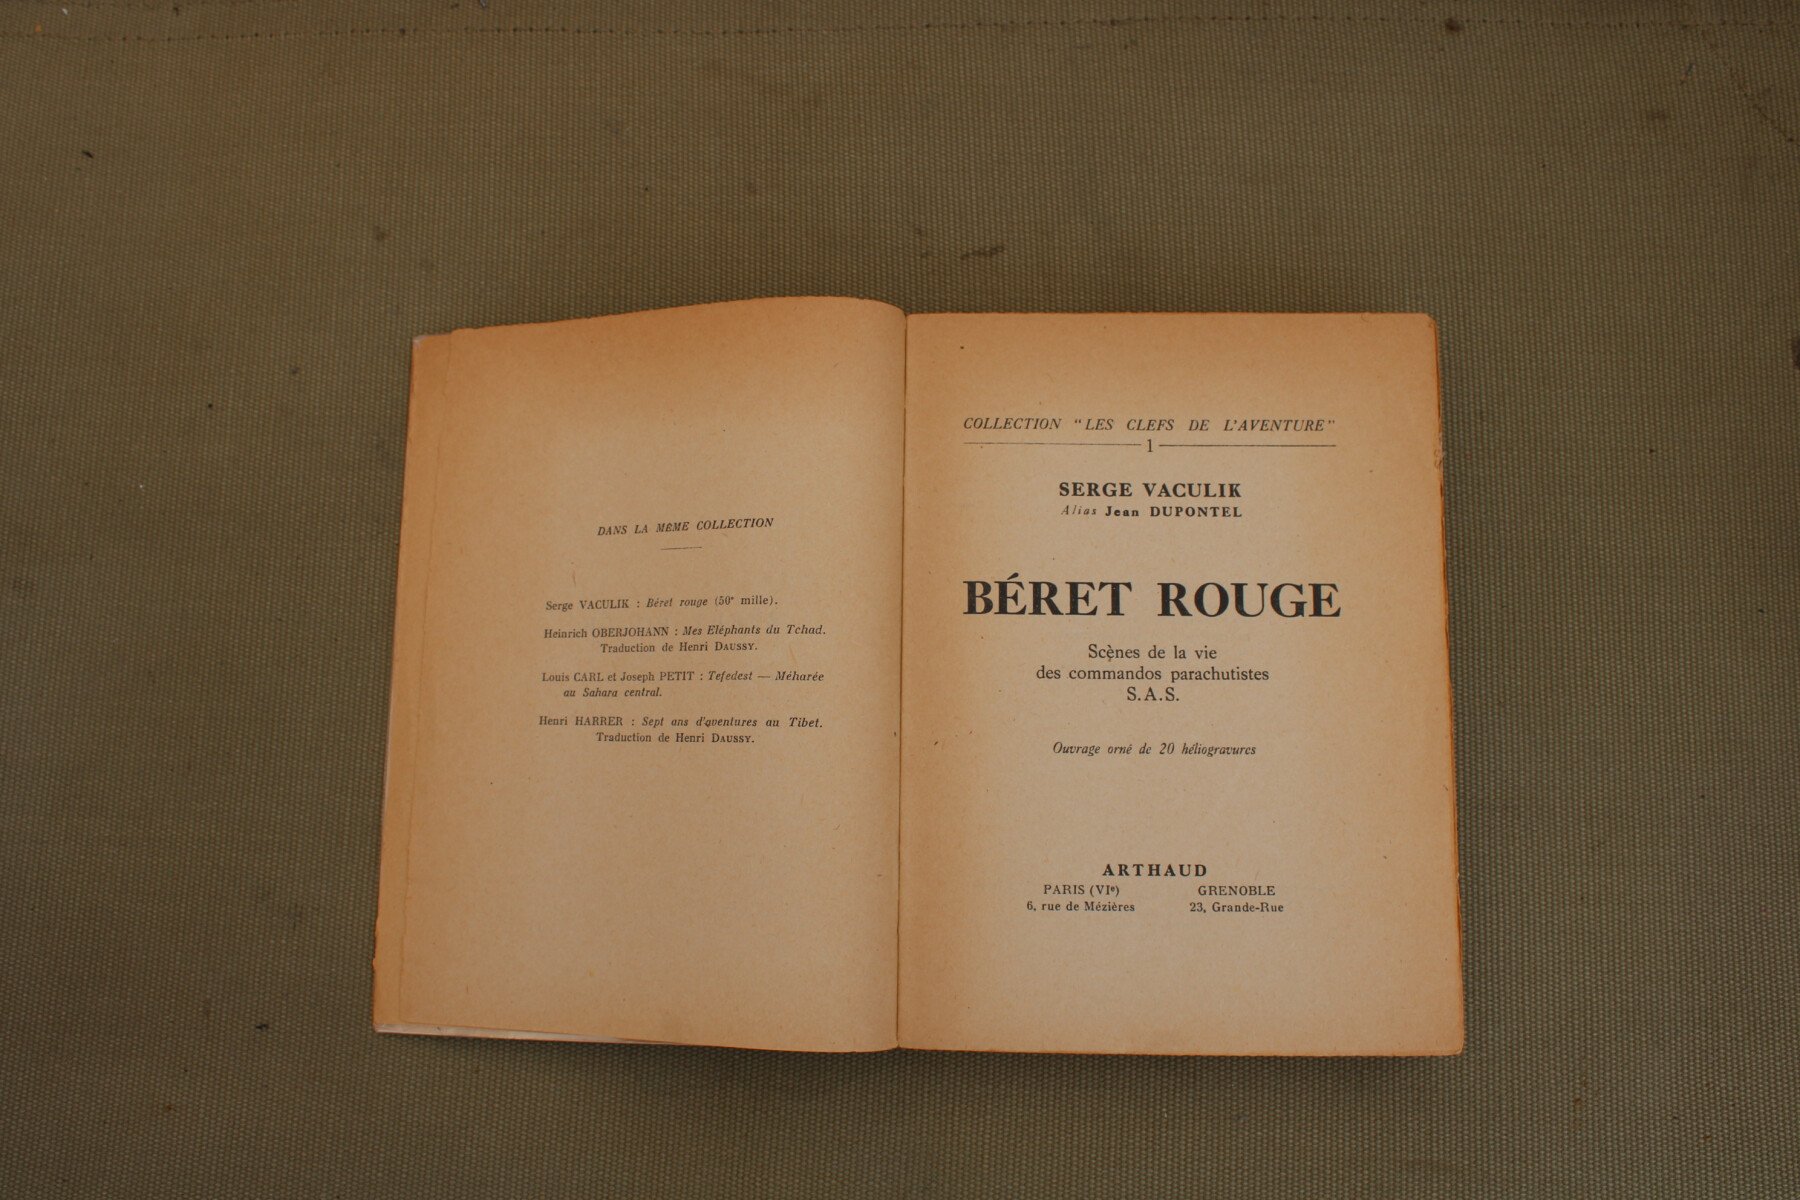 DANS LA MÊME COLLECTION
Serge VACULIK : Béret rouge (50e mille).
Heinrich OBERJOHANN : Mes Eléphants du Tchad.
Traduction de Henri DAUSSY.
Louis CARL et Joseph PETIT : Tefedest — Méharée
au Sahara central.
Henri HARRER : Sept ans d'aventures au Tibet.
Traduction de Henri DAUSSY.
COLLECTION "LES CLEFS DE L'AVENTURE"
1
SERGE VACULIK
Alias Jean DUPONTEL
BÉRET ROUGE
Scènes de la vie
des commandos parachutistes
S.A.S.
Ouvrage orné de 20 héliogravures
ARTHAUD
PARIS (VIe) GRENOBLE
6, rue de Mézières 23, Grande-Rue